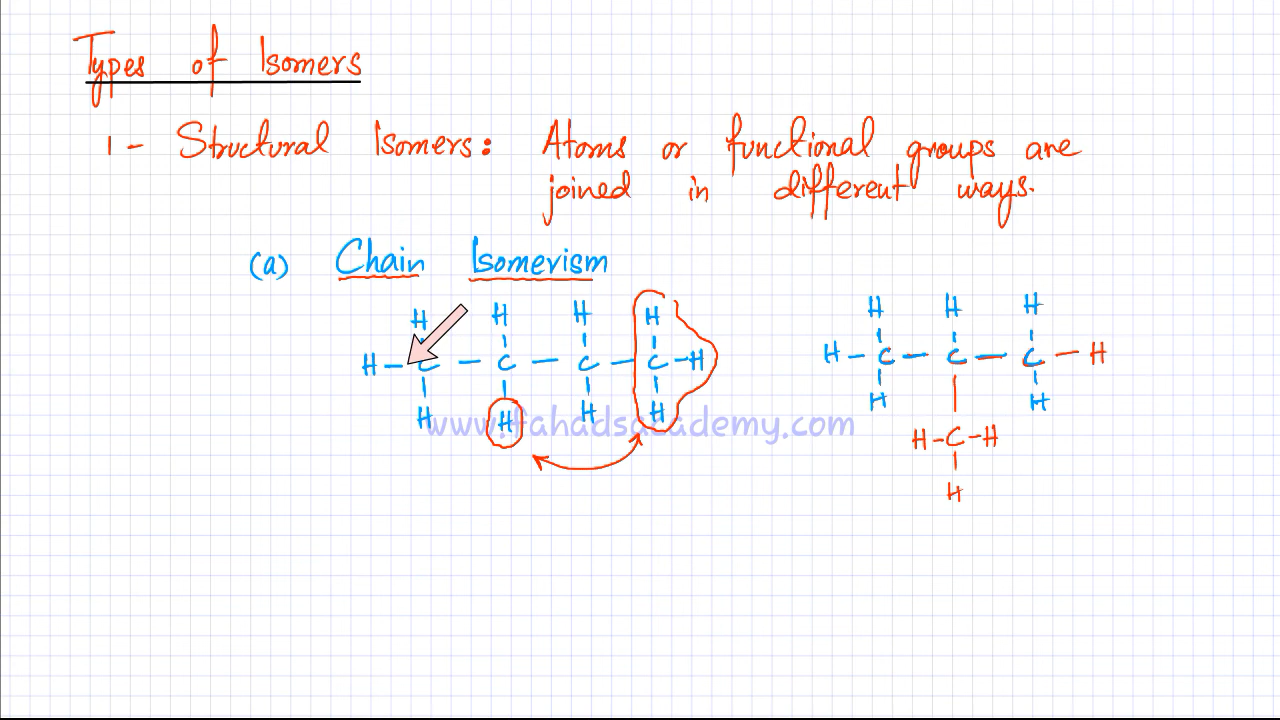 Types of Isomers
1- Structural Isomers: Atoms or functional groups are
joined in different ways.
(a) Chain Isomerism
H H H H
H-C-C-C-C-H
H H H H
H H H
H-C-C-C-H
H H
H-C-H
H
www.fahadsacademy.com